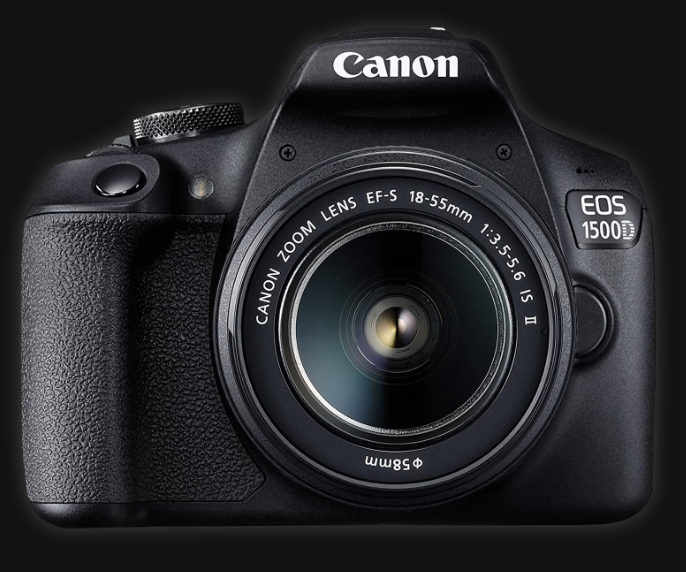 Canon
EOS
1500D
CANON ZOOM LENS EF-S 18-55mm 1:3.5-5.6 IS II
Φ58mm